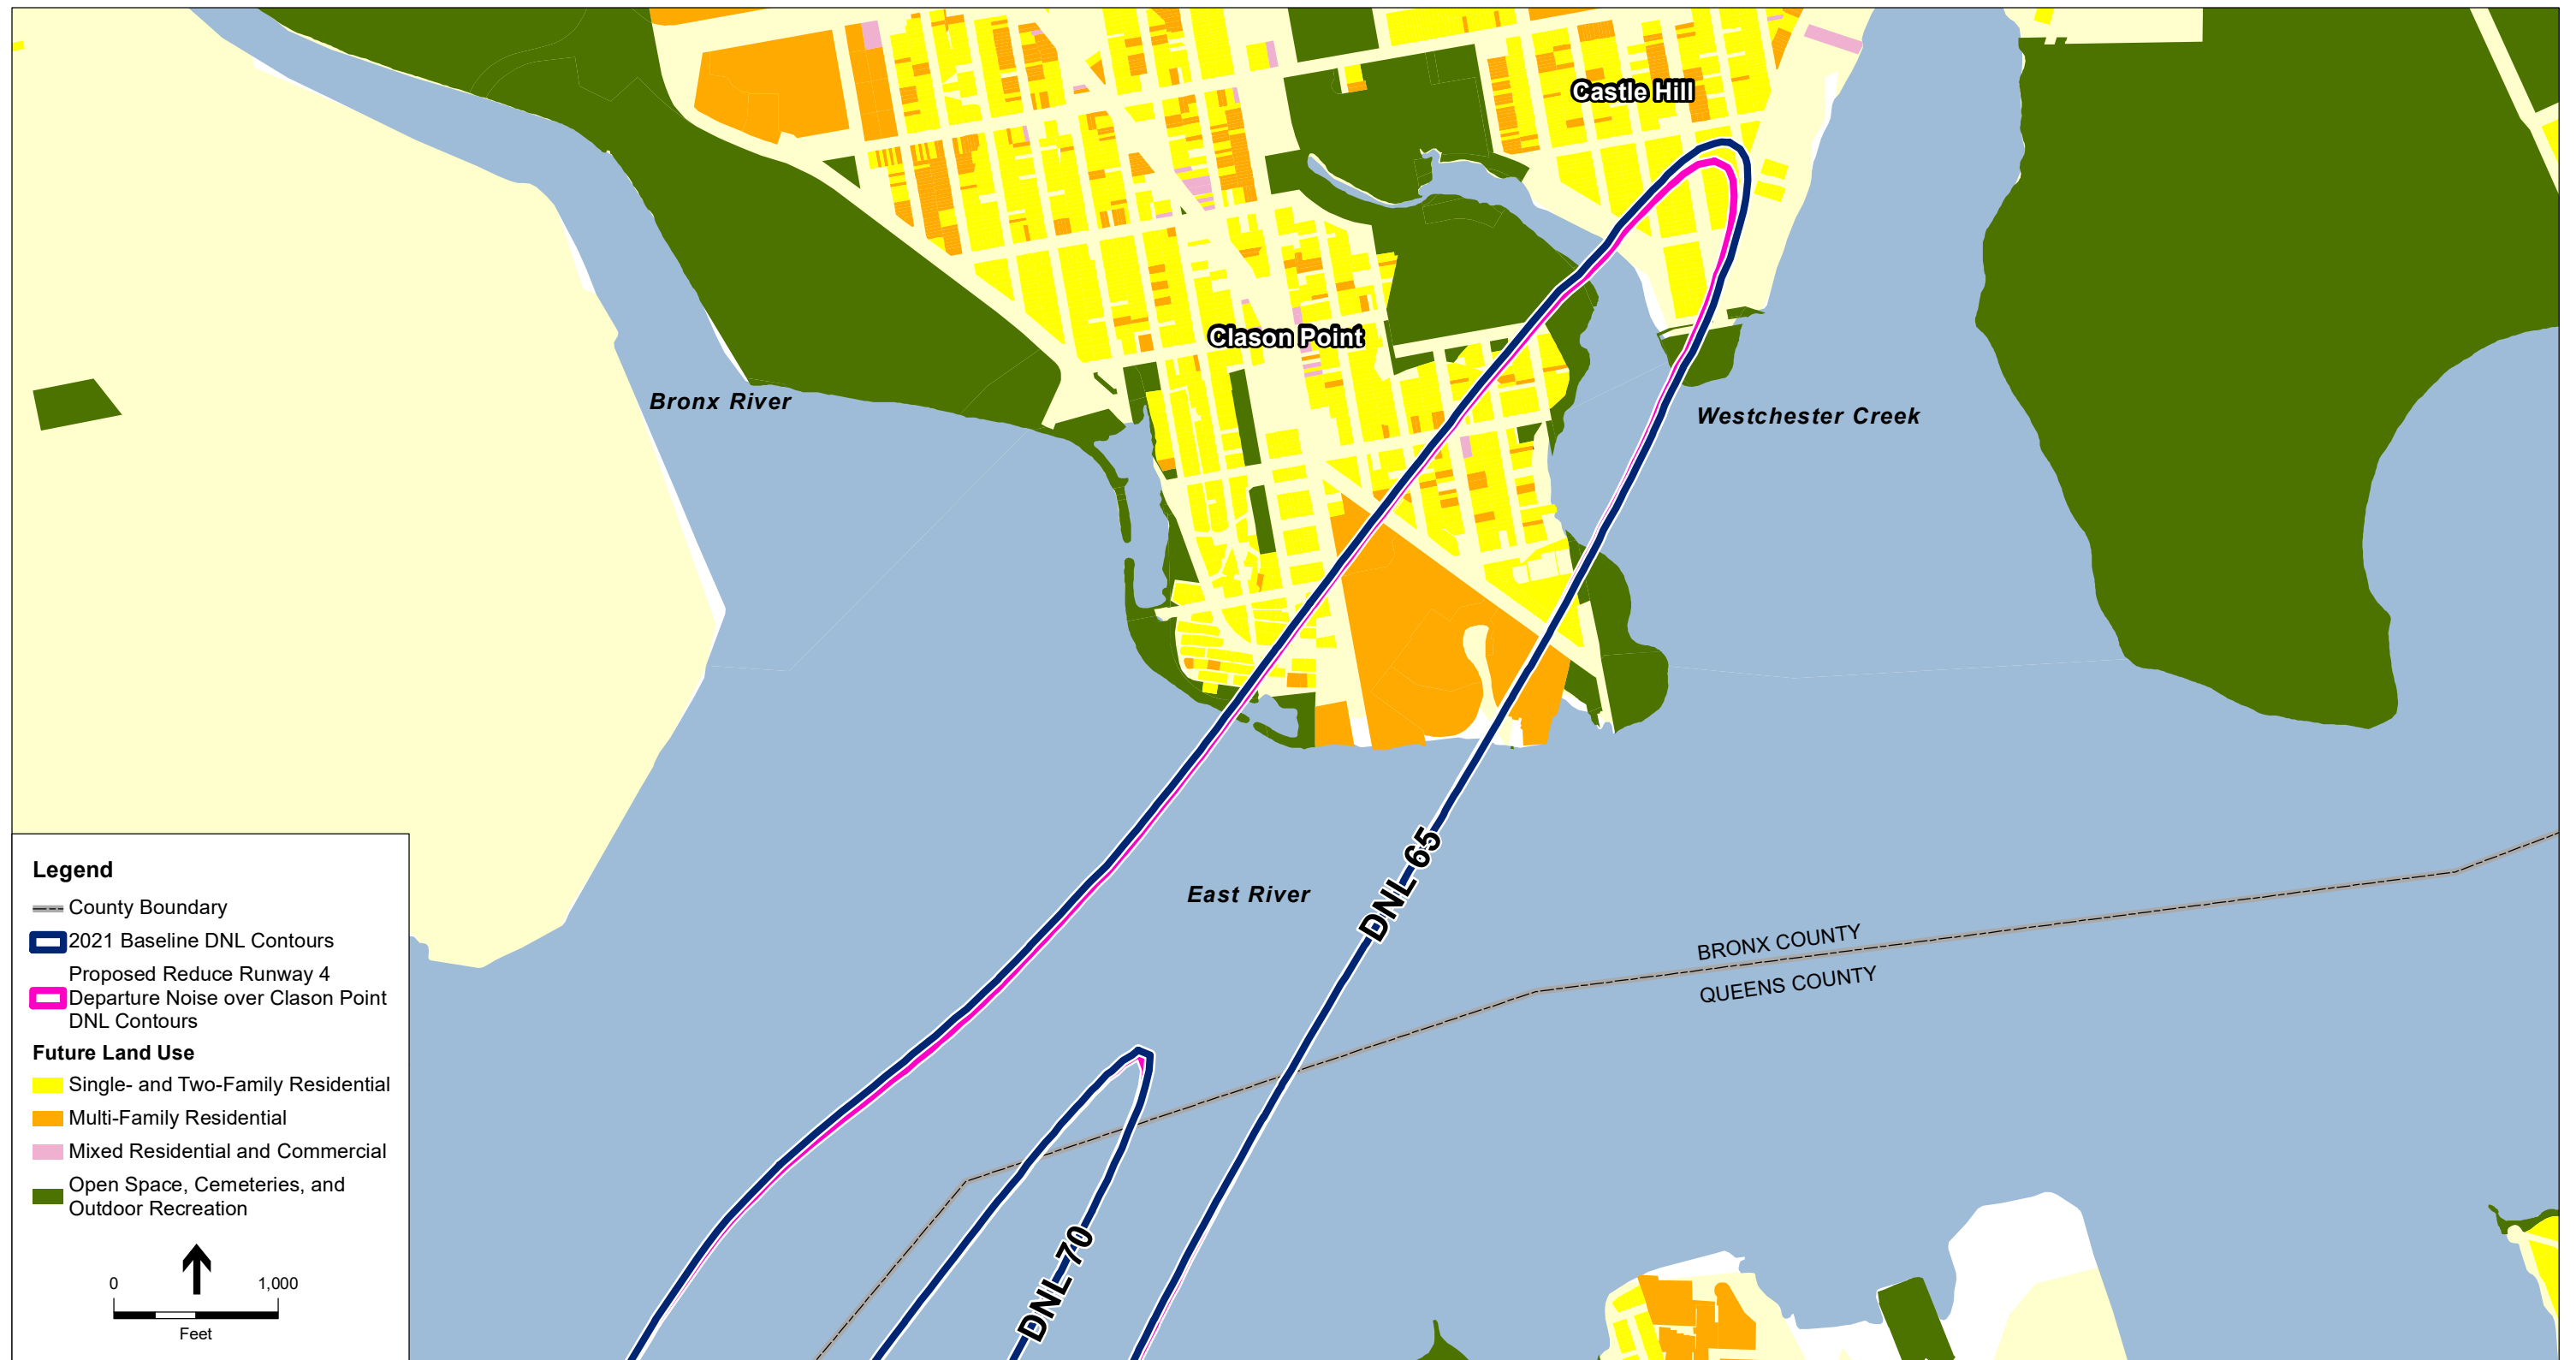 Castle Hill
Clason Point
Bronx River
Westchester Creek
East River
DNL 65
BRONX COUNTY
QUEENS COUNTY
DNL 70
Legend
County Boundary
2021 Baseline DNL Contours
Proposed Reduce Runway 4
Departure Noise over Clason Point
DNL Contours
Future Land Use
Single- and Two-Family Residential
Multi-Family Residential
Mixed Residential and Commercial
Open Space, Cemeteries, and
Outdoor Recreation
0 1,000
Feet